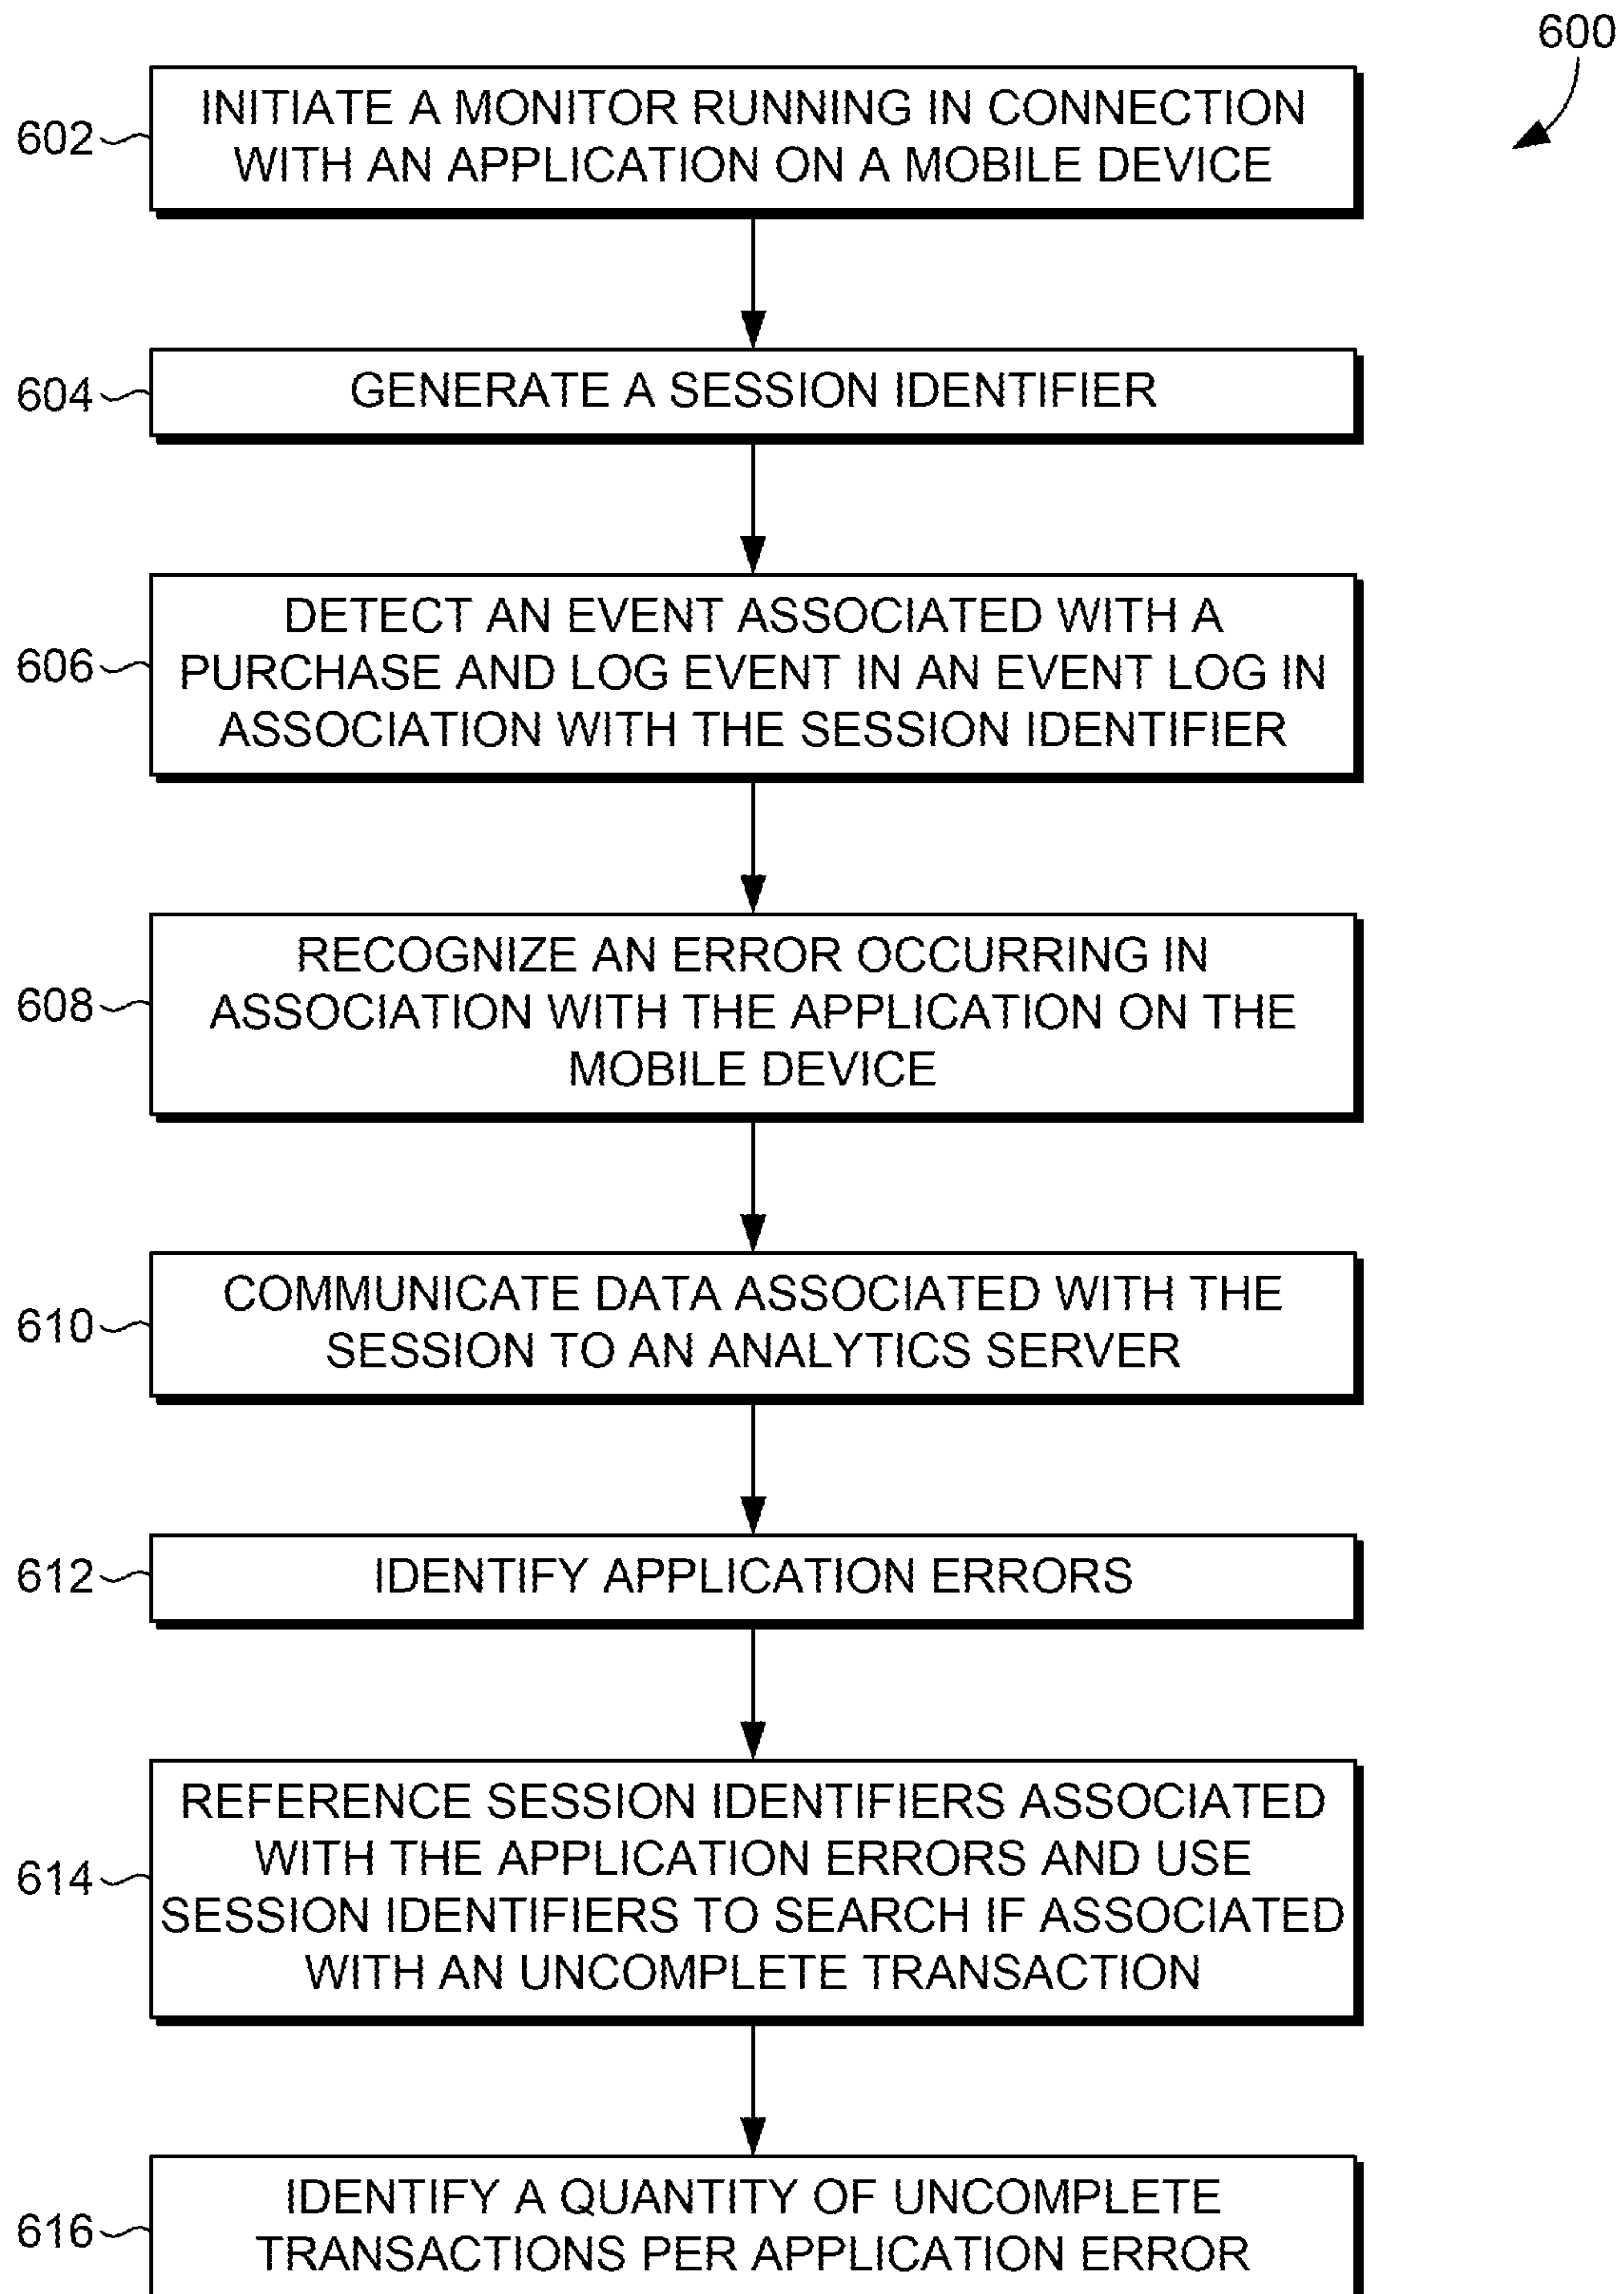 600
602
INITIATE A MONITOR RUNNING IN CONNECTION
WITH AN APPLICATION ON A MOBILE DEVICE
604
GENERATE A SESSION IDENTIFIER
606
DETECT AN EVENT ASSOCIATED WITH A
PURCHASE AND LOG EVENT IN AN EVENT LOG IN
ASSOCIATION WITH THE SESSION IDENTIFIER
608
RECOGNIZE AN ERROR OCCURRING IN
ASSOCIATION WITH THE APPLICATION ON THE
MOBILE DEVICE
610
COMMUNICATE DATA ASSOCIATED WITH THE
SESSION TO AN ANALYTICS SERVER
612
IDENTIFY APPLICATION ERRORS
614
REFERENCE SESSION IDENTIFIERS ASSOCIATED
WITH THE APPLICATION ERRORS AND USE
SESSION IDENTIFIERS TO SEARCH IF ASSOCIATED
WITH AN UNCOMPLETE TRANSACTION
616
IDENTIFY A QUANTITY OF UNCOMPLETE
TRANSACTIONS PER APPLICATION ERROR